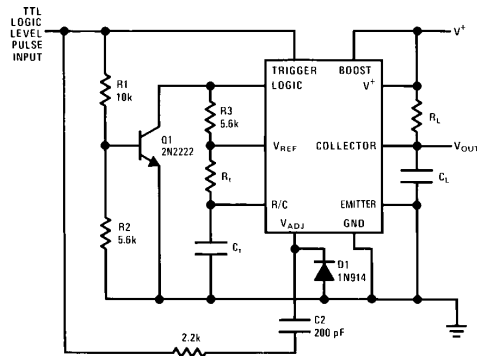 TTL
LOGIC
LEVEL
PULSE
INPUT
V+
TRIGGER BOOST
LOGIC V+
R1
10k
R3
5.6k
RL
Q1
2N2222
VREF COLLECTOR
VOUT
Rt
CL
R/C EMITTER
VADJ GND
R2
5.6k
Ct
D1
1N914
C2
200 pF
2.2k